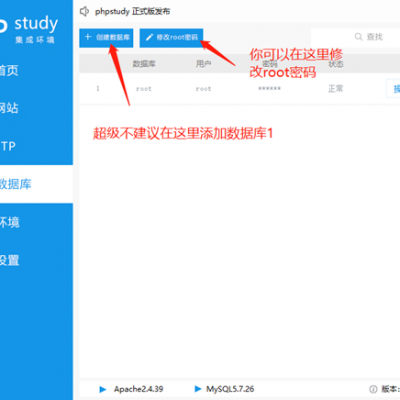 study
集成环境
首页
网站
TP
数据库
环境
设置
phpstudy 正式版发布
+ 创建数据库
修改root密码
查找
你可以在这里修
改root密码
数据库 用户 密码 状态
1 root root ****** 正常
超级不建议在这里添加数据库1
Apache2.4.39
MySQL5.7.26
版本: